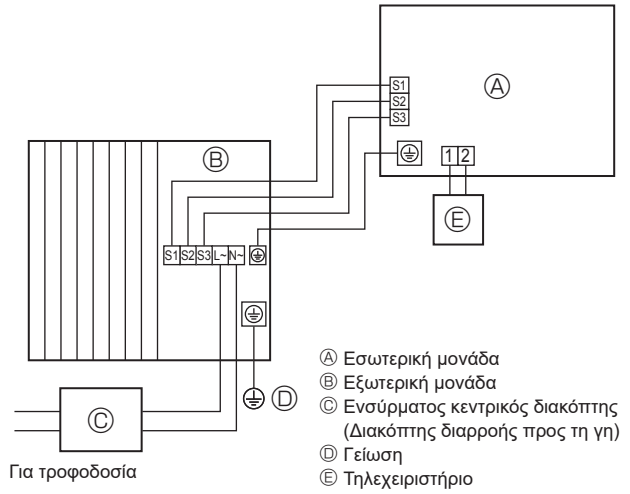 S1
S2
S3
Ⓐ
Ⓑ
1 2
Ⓔ
S1 S2 S3 L~ N~
Ⓓ
Ⓒ
Για τροφοδοσία
Ⓐ Εσωτερική μονάδα
Ⓑ Εξωτερική μονάδα
Ⓒ Ενσύρματος κεντρικός διακόπτης
(Διακόπτης διαρροής προς τη γη)
Ⓓ Γείωση
Ⓔ Τηλεχειριστήριο